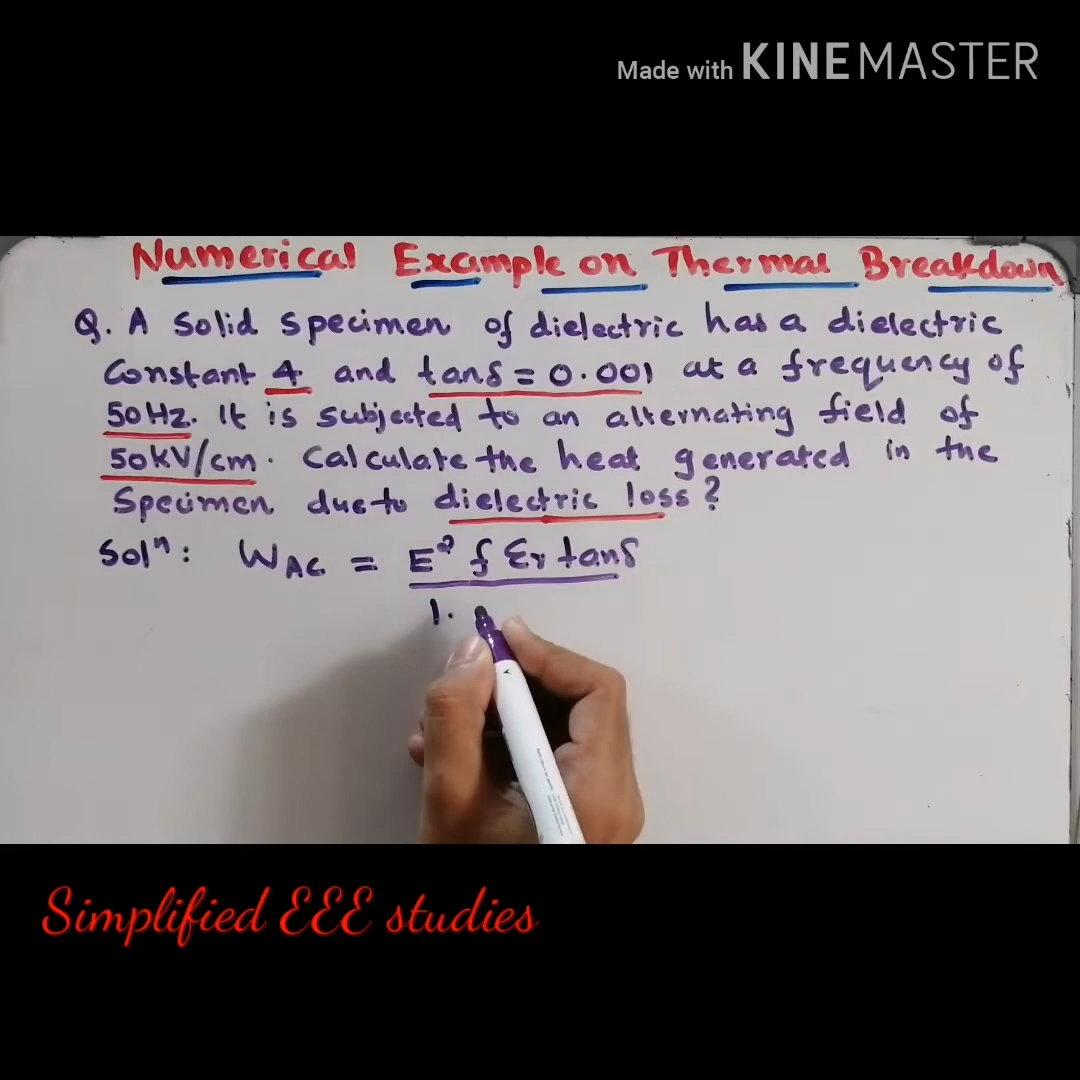 Made with KINEMASTER
Numerical Example on Thermal Breakdown
Q. A Solid Specimen of dielectric has a dielectric
Constant 4 and tanδ = 0.001 at a frequency of
50Hz. It is subjected to an alternating field of
50kV/cm. Calculate the heat generated in the
Specimen due to dielectric loss?
Solⁿ: W_AC = E² f Ɛr tanδ
1.
Simplified EEE studies